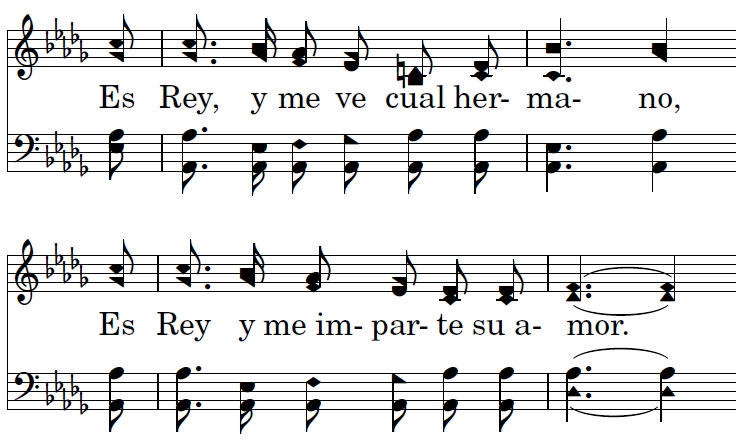 Es Rey, y me ve cual her- ma- no,
Es Rey y me im- par- te su a- mor.